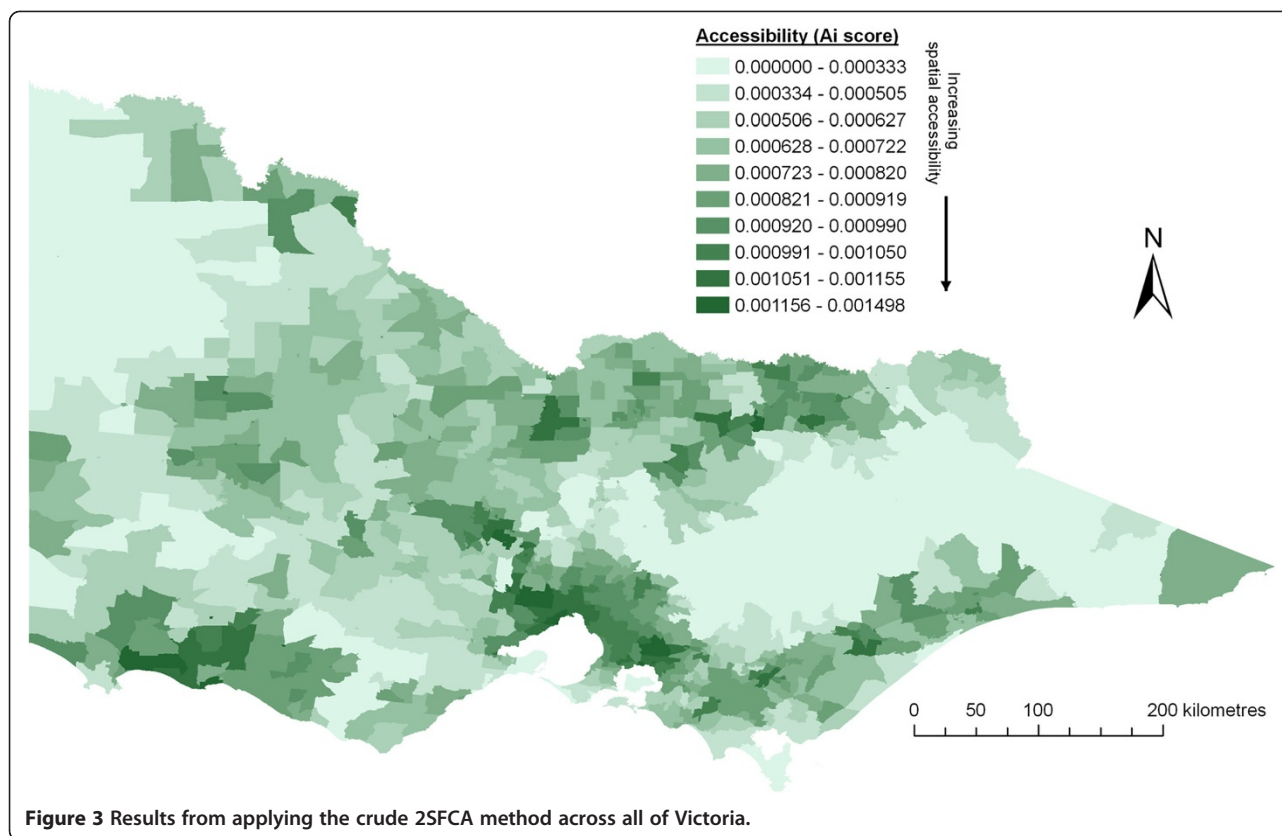 Accessibility (Ai score)
0.000000 - 0.000333
0.000334 - 0.000505
0.000506 - 0.000627
0.000628 - 0.000722
0.000723 - 0.000820
0.000821 - 0.000919
0.000920 - 0.000990
0.000991 - 0.001050
0.001051 - 0.001155
0.001156 - 0.001498
Increasing
spatial accessibility
N
0 50 100 200 kilometres
Figure 3 Results from applying the crude 2SFCA method across all of Victoria.